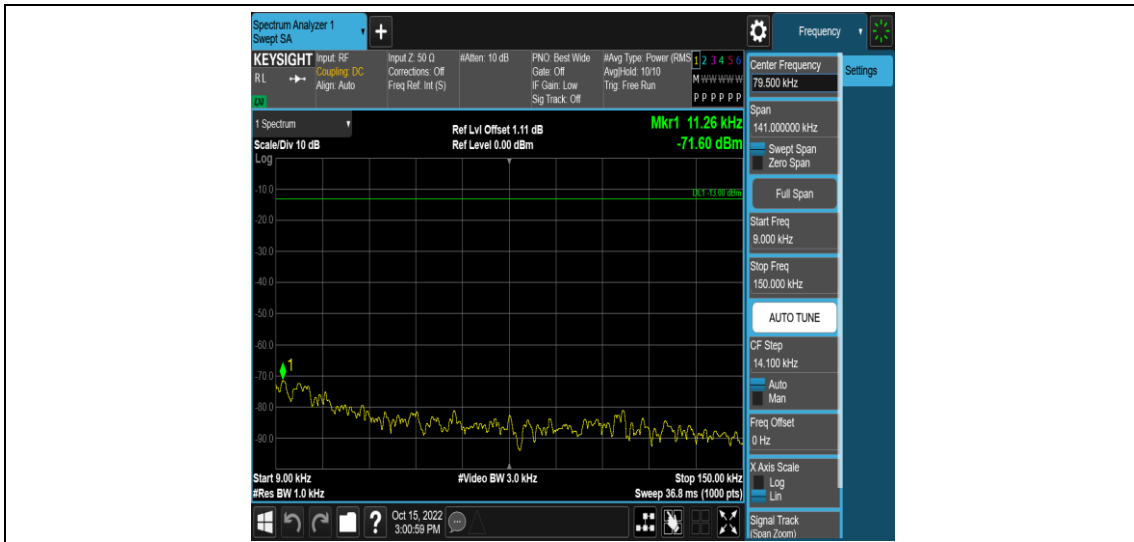 Spectrum Analyzer 1
Swept SA
+
Frequency
KEYSIGHT
RL
LXI
Input: RF
Coupling: DC
Align: Auto
Input Z: 50 Ω
Corrections: Off
Freq Ref: Int (S)
#Atten: 10 dB
PNO: Best Wide
Gate: Off
IF Gain: Low
Sig Track: Off
#Avg Type: Power (RMS
Avg|Hold: 10/10
Trig: Free Run
1 2 3 4 5 6
M W W W W W
P P P P P P
Center Frequency
79.500 kHz
Settings
Span
141.000000 kHz
Swept Span
Zero Span
Full Span
Start Freq
9.000 kHz
Stop Freq
150.000 kHz
AUTO TUNE
CF Step
14.100 kHz
Auto
Man
Freq Offset
0 Hz
X Axis Scale
Log
Lin
Signal Track
(Span Zoom)
1 Spectrum
Scale/Div 10 dB
Ref Lvl Offset 1.11 dB
Ref Level 0.00 dBm
Mkr1 11.26 kHz
-71.60 dBm
Log
DL1 -13.00 dBm
-10.0
-20.0
-30.0
-40.0
-50.0
-60.0
1
-70.0
-80.0
-90.0
Start 9.00 kHz
#Res BW 1.0 kHz
#Video BW 3.0 kHz
Stop 150.00 kHz
Sweep 36.8 ms (1000 pts)
?
Oct 15, 2022
3:00:59 PM